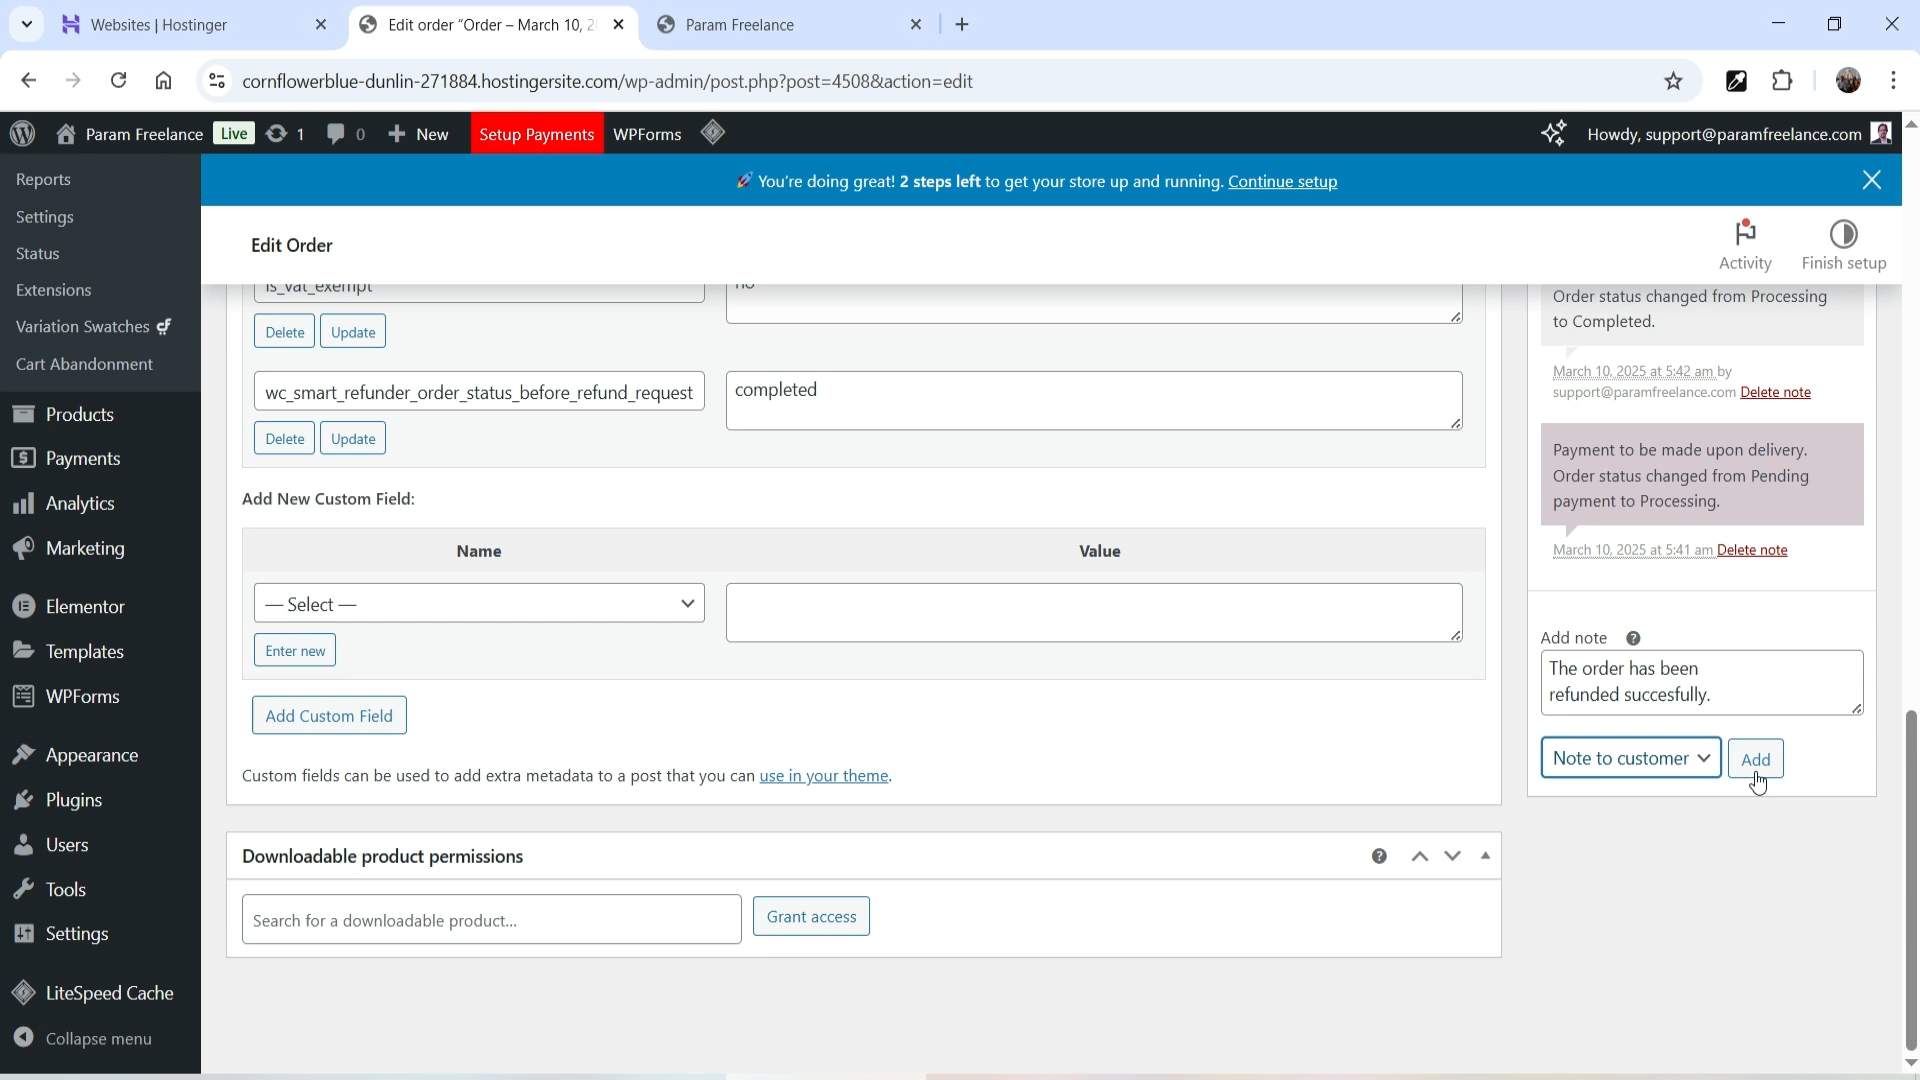 Websites | Hostinger
Edit order “Order – March 10, 2
Param Freelance
cornflowerblue-dunlin-271884.hostingersite.com/wp-admin/post.php?post=4508&action=edit
Param Freelance Live 1 0 New Setup Payments WPForms
Howdy, support@paramfreelance.com
Reports
Settings
Status
Extensions
Variation Swatches
Cart Abandonment
Products
Payments
Analytics
Marketing
Elementor
Templates
WPForms
Appearance
Plugins
Users
Tools
Settings
LiteSpeed Cache
Collapse menu
🚀 You're doing great! 2 steps left to get your store up and running. Continue setup
Edit Order
Activity
Finish setup
is_vat_exempt
no
Delete Update
wc_smart_refunder_order_status_before_refund_request
completed
Delete Update
Add New Custom Field:
Name Value
— Select —
Enter new
Add Custom Field
Custom fields can be used to add extra metadata to a post that you can use in your theme.
Downloadable product permissions
Search for a downloadable product...
Grant access
Order status changed from Processing
to Completed.
March 10, 2025 at 5:42 am by
support@paramfreelance.com Delete note
Payment to be made upon delivery.
Order status changed from Pending
payment to Processing.
March 10, 2025 at 5:41 am Delete note
Add note
The order has been
refunded succesfully.
Note to customer
Add